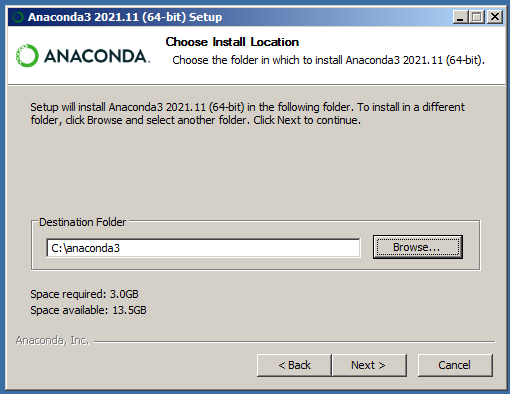 Anaconda3 2021.11 (64-bit) Setup
ANACONDA.
Choose Install Location
Choose the folder in which to install Anaconda3 2021.11 (64-bit).
Setup will install Anaconda3 2021.11 (64-bit) in the following folder. To install in a different
folder, click Browse and select another folder. Click Next to continue.
Destination Folder
C:\anaconda3
Browse...
Space required: 3.0GB
Space available: 13.5GB
Anaconda, Inc.
< Back
Next >
Cancel